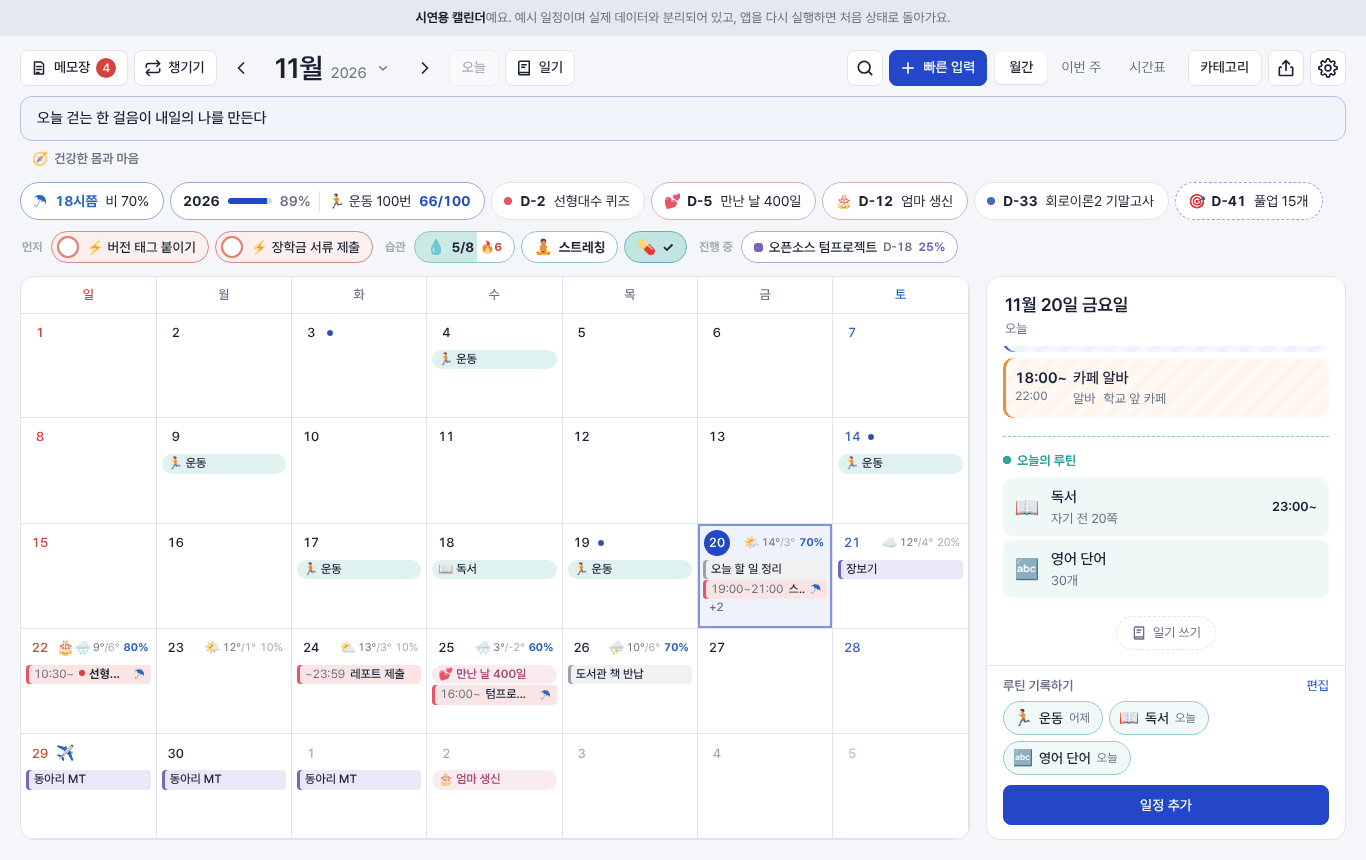 시연용 캘린더예요. 예시 일정이며 실제 데이터와 분리되어 있고, 앱을 다시 실행하면 처음 상태로 돌아가요.
메모장 4 챙기기 11월 2026 오늘 일기 빠른 입력 월간 이번 주 시간표 카테고리
오늘 걷는 한 걸음이 내일의 나를 만든다
건강한 몸과 마음
18시쯤 비 70% 2026 89% 운동 100번 66/100 D-2 선형대수 퀴즈 D-5 만난 날 400일 D-12 엄마 생신 D-33 회로이론2 기말고사 D-41 풀업 15개
먼저 버전 태그 붙이기 장학금 서류 제출 습관 5/8 6 스트레칭 진행 중 오픈소스 텀프로젝트 D-18 25%
일 월 화 수 목 금 토
1 2 3 4 5 6 7
운동
8 9 10 11 12 13 14
운동 운동
15 16 17 18 19 20 14°/3° 70% 21 12°/4° 20%
운동 독서 운동 오늘 할 일 정리 장보기
19:00~21:00 스..
+2
22 9°/6° 80% 23 12°/1° 10% 24 13°/3° 10% 25 3°/-2° 60% 26 10°/6° 70% 27 28
10:30~ 선형... ~23:59 레포트 제출 만난 날 400일 도서관 책 반납
16:00~ 텀프로...
29 30 1 2 3 4 5
동아리 MT 동아리 MT 동아리 MT 엄마 생신
11월 20일 금요일
오늘
18:00~ 카페 알바
22:00 알바 학교 앞 카페
오늘의 루틴
독서 23:00~
자기 전 20쪽
abc 영어 단어
30개
일기 쓰기
루틴 기록하기 편집
운동 어제 독서 오늘
abc 영어 단어 오늘
일정 추가